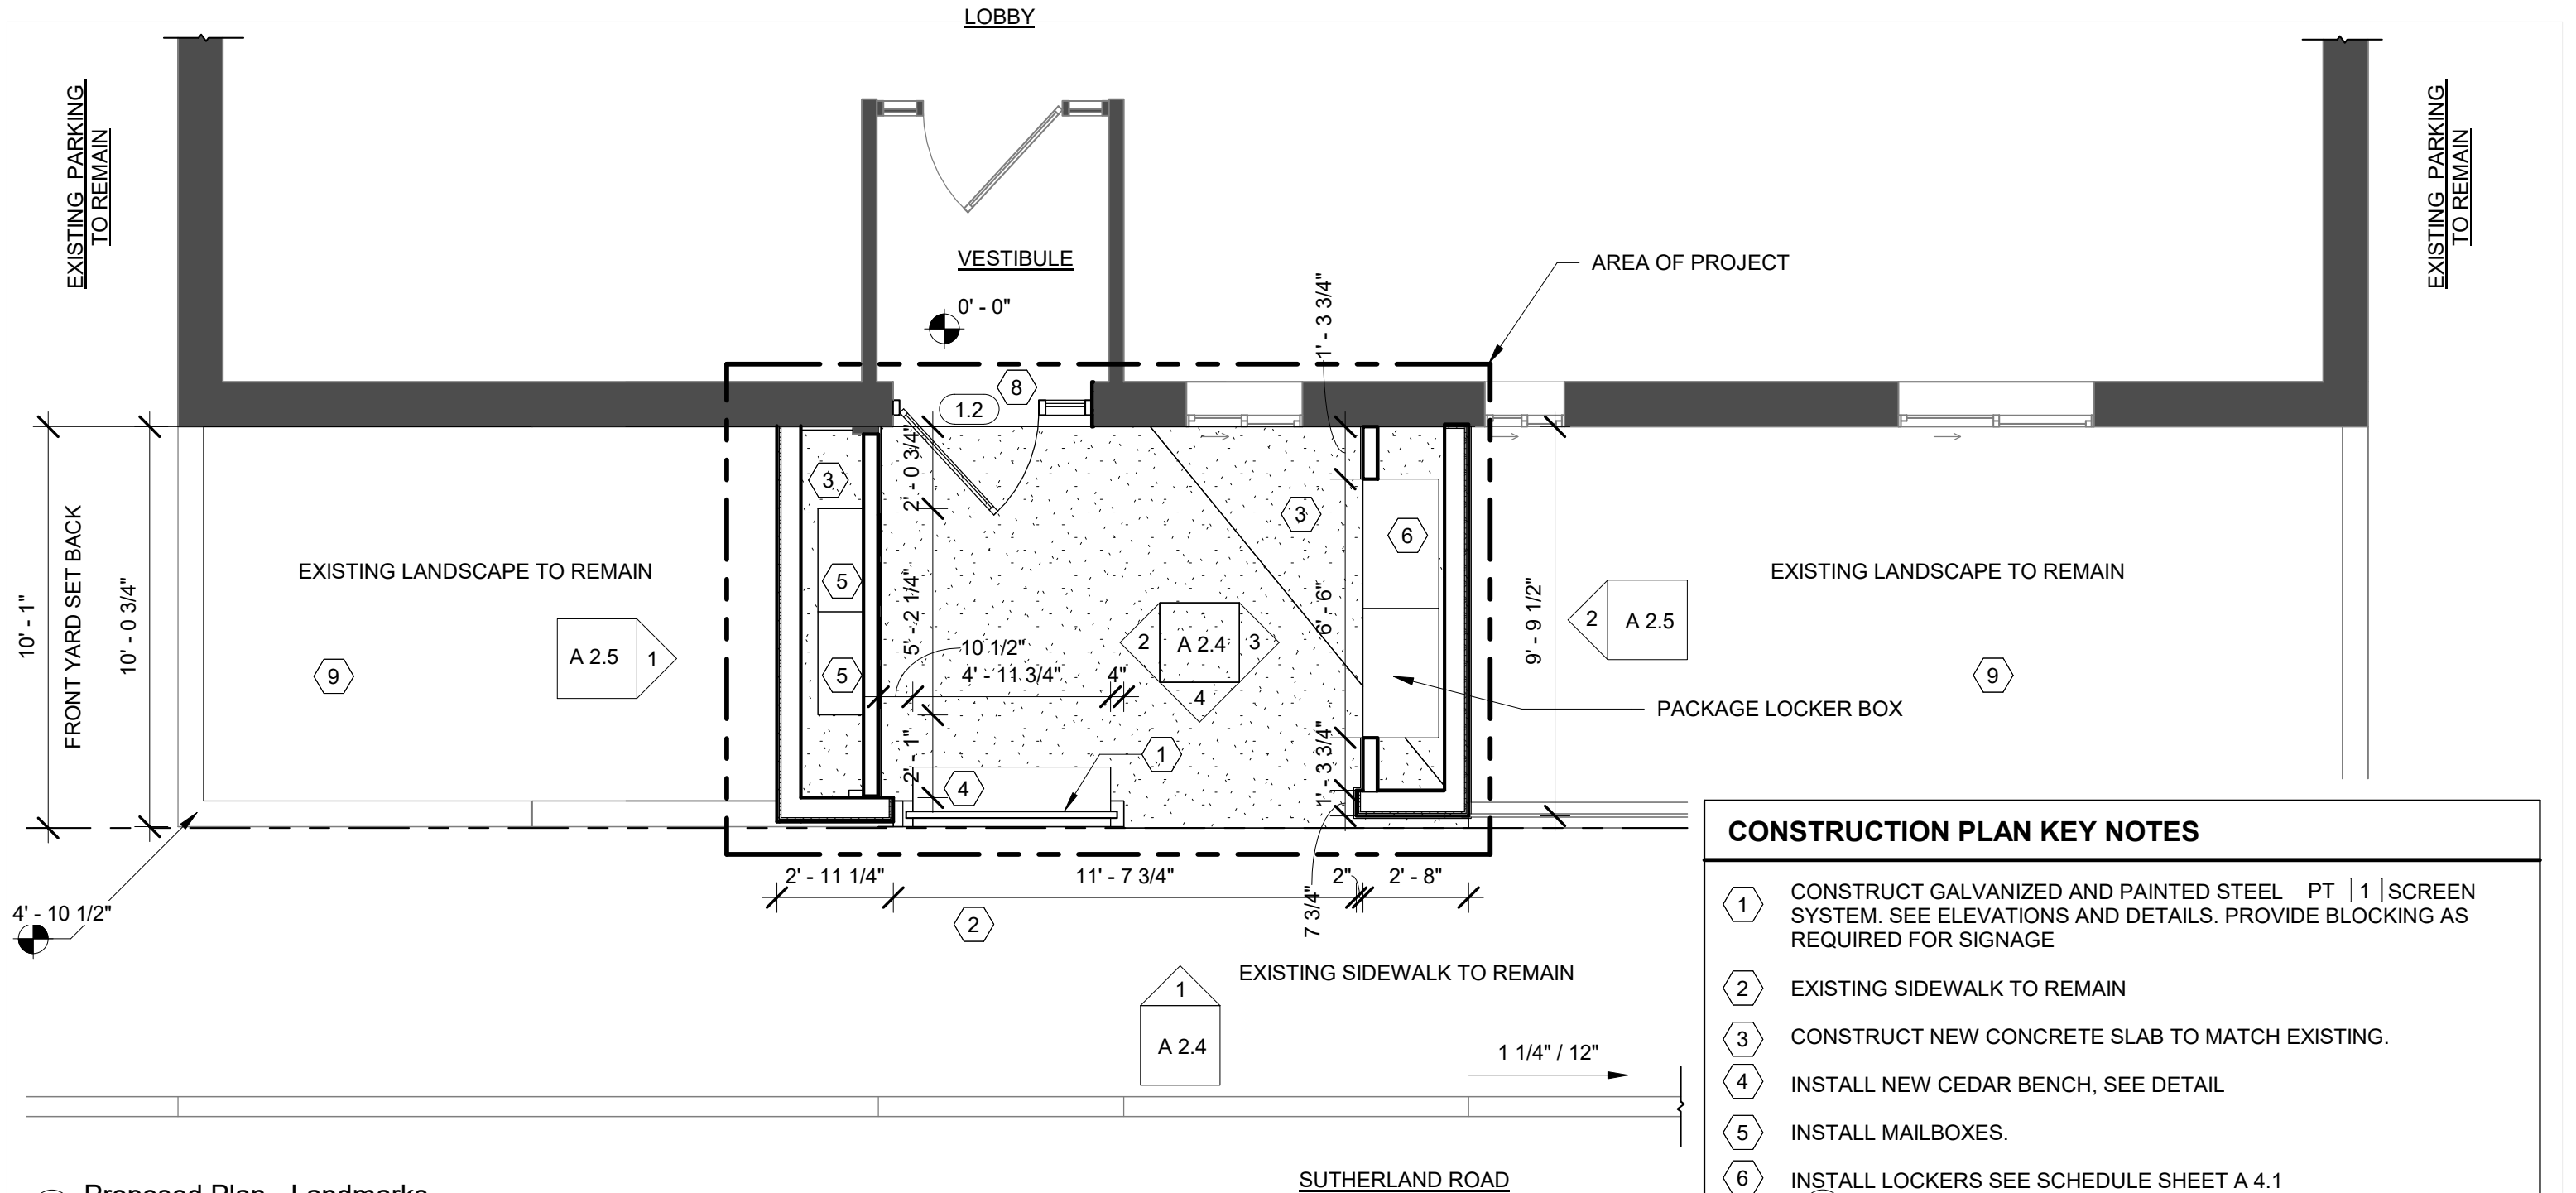 LOBBY
EXISTING PARKING
TO REMAIN
EXISTING PARKING
TO REMAIN
VESTIBULE
0' - 0"
AREA OF PROJECT
1' - 3 3/4"
8
1.2
2' - 0 3/4"
3
3
6
5
EXISTING LANDSCAPE TO REMAIN
EXISTING LANDSCAPE TO REMAIN
10' - 1"
FRONT YARD SET BACK
10' - 0 3/4"
5' - 2 1/4"
6' - 6"
9' - 9 1/2"
2 A 2.5
A 2.5 1
2 A 2.4 3
4
10 1/2"
4' - 11 3/4"
4"
5
9
9
PACKAGE LOCKER BOX
2' - 1"
1' - 3 3/4"
1
4
2' - 11 1/4"
11' - 7 3/4"
2"
2' - 8"
7 3/4"
4' - 10 1/2"
2
EXISTING SIDEWALK TO REMAIN
1
A 2.4
1 1/4" / 12"
SUTHERLAND ROAD
Proposed Plan - Landmarks
CONSTRUCTION PLAN KEY NOTES
1 CONSTRUCT GALVANIZED AND PAINTED STEEL PT 1 SCREEN
SYSTEM. SEE ELEVATIONS AND DETAILS. PROVIDE BLOCKING AS
REQUIRED FOR SIGNAGE
2 EXISTING SIDEWALK TO REMAIN
3 CONSTRUCT NEW CONCRETE SLAB TO MATCH EXISTING.
4 INSTALL NEW CEDAR BENCH, SEE DETAIL
5 INSTALL MAILBOXES.
6 INSTALL LOCKERS SEE SCHEDULE SHEET A 4.1